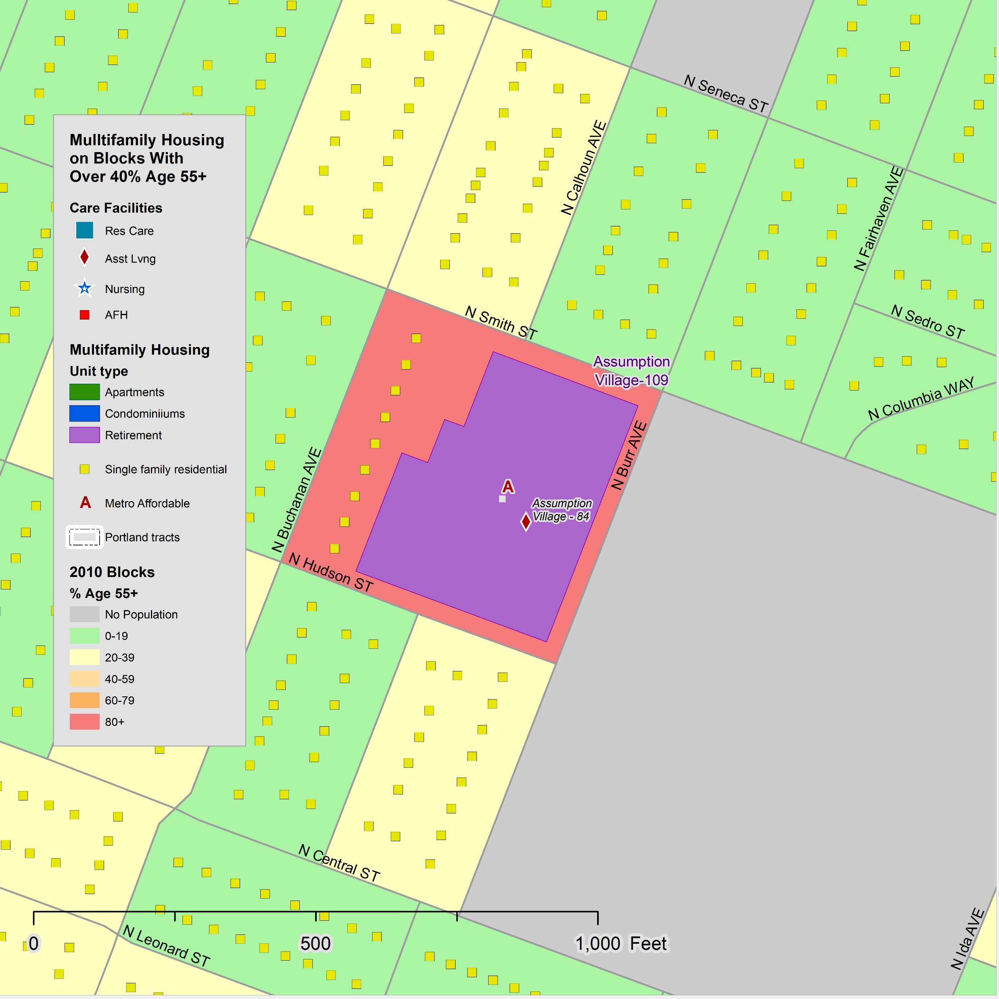 Mulltifamily Housing
on Blocks With
Over 40% Age 55+
Care Facilities
Res Care
Asst Lvng
Nursing
AFH
Multifamily Housing
Unit type
Apartments
Condominiiums
Retirement
Single family residential
A Metro Affordable
Portland tracts
2010 Blocks
% Age 55+
No Population
0-19
20-39
40-59
60-79
80+
N Seneca ST
N Calhoun AVE
N Fairhaven AVE
N Smith ST
N Sedro ST
Assumption
Village-109
N Columbia WAY
N Burr AVE
N Buchanan AVE
A
Assumption
Village - 84
N Hudson ST
N Central ST
N Leonard ST
N Ida AVE
0 500 1,000 Feet